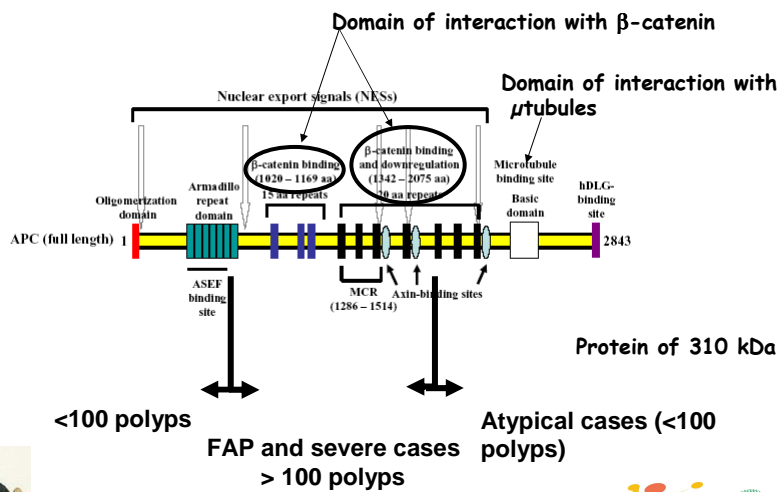 Domain of interaction with β-catenin
Domain of interaction with
µtubules
Nuclear export signals (NESs)
β-catenin binding
(1020 – 1169 aa)
15 aa repeats
β-catenin binding
and downregulation
(1342 – 2075 aa)
20 aa repeats
Microtubule
binding site
Basic
domain
hDLG-
binding
site
Oligomerization
domain
Armadillo
repeat
domain
APC (full length) 1
2843
ASEF
binding
site
MCR
(1286 – 1514)
Axin-binding sites
Protein of 310 kDa
<100 polyps
FAP and severe cases
> 100 polyps
Atypical cases (<100
polyps)